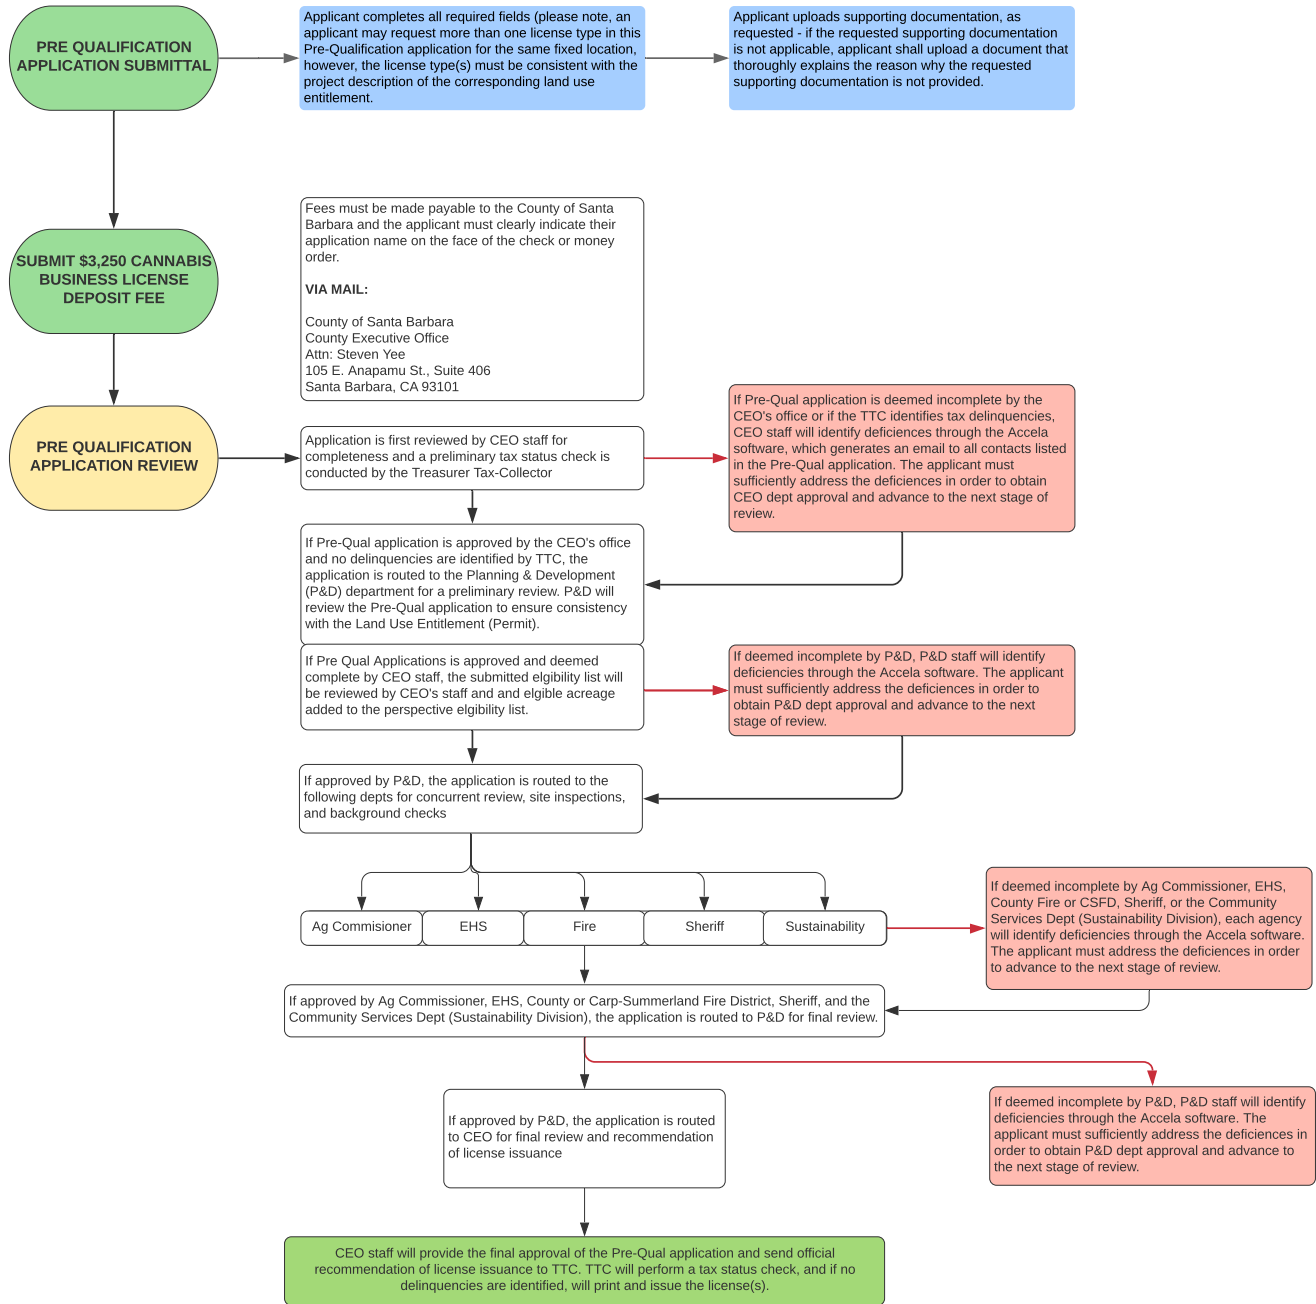 PRE QUALIFICATION
APPLICATION SUBMITTAL
Applicant completes all required fields (please note, an
applicant may request more than one license type in this
Pre-Qualification application for the same fixed location,
however, the license type(s) must be consistent with the
project description of the corresponding land use
entitlement.
Applicant uploads supporting documentation, as
requested - if the requested supporting documentation
is not applicable, applicant shall upload a document that
thoroughly explains the reason why the requested
supporting documentation is not provided.
SUBMIT $3,250 CANNABIS
BUSINESS LICENSE
DEPOSIT FEE
Fees must be made payable to the County of Santa
Barbara and the applicant must clearly indicate their
application name on the face of the check or money
order.
VIA MAIL:
County of Santa Barbara
County Executive Office
Attn: Steven Yee
105 E. Anapamu St., Suite 406
Santa Barbara, CA 93101
PRE QUALIFICATION
APPLICATION REVIEW
Application is first reviewed by CEO staff for
completeness and a preliminary tax status check is
conducted by the Treasurer Tax-Collector
If Pre-Qual application is deemed incomplete by the
CEO's office or if the TTC identifies tax delinquencies,
CEO staff will identify deficiences through the Accela
software, which generates an email to all contacts listed
in the Pre-Qual application. The applicant must
sufficiently address the deficiences in order to obtain
CEO dept approval and advance to the next stage of
review.
If Pre-Qual application is approved by the CEO's office
and no delinquencies are identified by TTC, the
application is routed to the Planning & Development
(P&D) department for a preliminary review. P&D will
review the Pre-Qual application to ensure consistency
with the Land Use Entitlement (Permit).
If Pre Qual Applications is approved and deemed
complete by CEO staff, the submitted elgibility list will
be reviewed by CEO's staff and and elgible acreage
added to the perspective elgibility list.
If deemed incomplete by P&D, P&D staff will identify
deficiencies through the Accela software. The applicant
must sufficiently address the deficiences in order to
obtain P&D dept approval and advance to the next
stage of review.
If approved by P&D, the application is routed to the
following depts for concurrent review, site inspections,
and background checks
Ag Commisioner
EHS
Fire
Sheriff
Sustainability
If deemed incomplete by Ag Commissioner, EHS,
County Fire or CSFD, Sheriff, or the Community
Services Dept (Sustainability Division), each agency
will identify deficiencies through the Accela software.
The applicant must address the deficiences in order
to advance to the next stage of review.
If approved by Ag Commissioner, EHS, County or Carp-Summerland Fire District, Sheriff, and the
Community Services Dept (Sustainability Division), the application is routed to P&D for final review.
If approved by P&D, the application is routed
to CEO for final review and recommendation
of license issuance
If deemed incomplete by P&D, P&D staff will identify
deficiencies through the Accela software. The
applicant must sufficiently address the deficiences in
order to obtain P&D dept approval and advance to
the next stage of review.
CEO staff will provide the final approval of the Pre-Qual application and send official
recommendation of license issuance to TTC. TTC will perform a tax status check, and if no
delinquencies are identified, will print and issue the license(s).